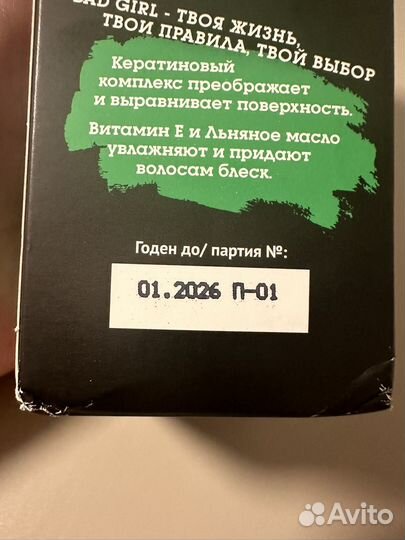 BAD GIRL - ТВОЯ ЖИЗНЬ,
ТВОИ ПРАВИЛА, ТВОЙ ВЫБОР
Кератиновый
комплекс преображает
и выравнивает поверхность.
Витамин Е и Льняное масло
увлажняют и придают
волосам блеск.
Годен до/ партия №:
01.2026 П-01
Avito